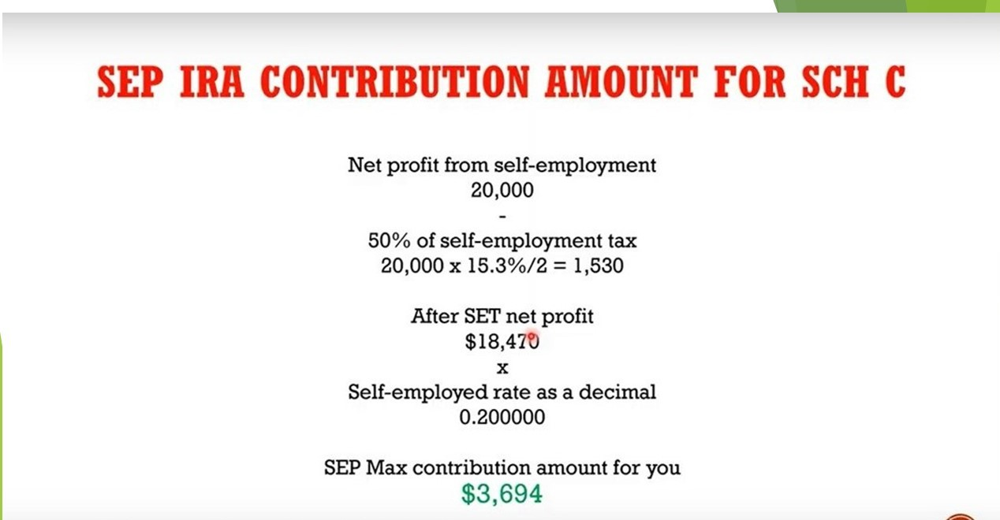 SEP IRA CONTRIBUTION AMOUNT FOR SCH C
Net profit from self-employment
20,000
-
50% of self-employment tax
20,000 x 15.3%/2 = 1,530
After SET net profit
$18,470
x
Self-employed rate as a decimal
0.200000
SEP Max contribution amount for you
$3,694